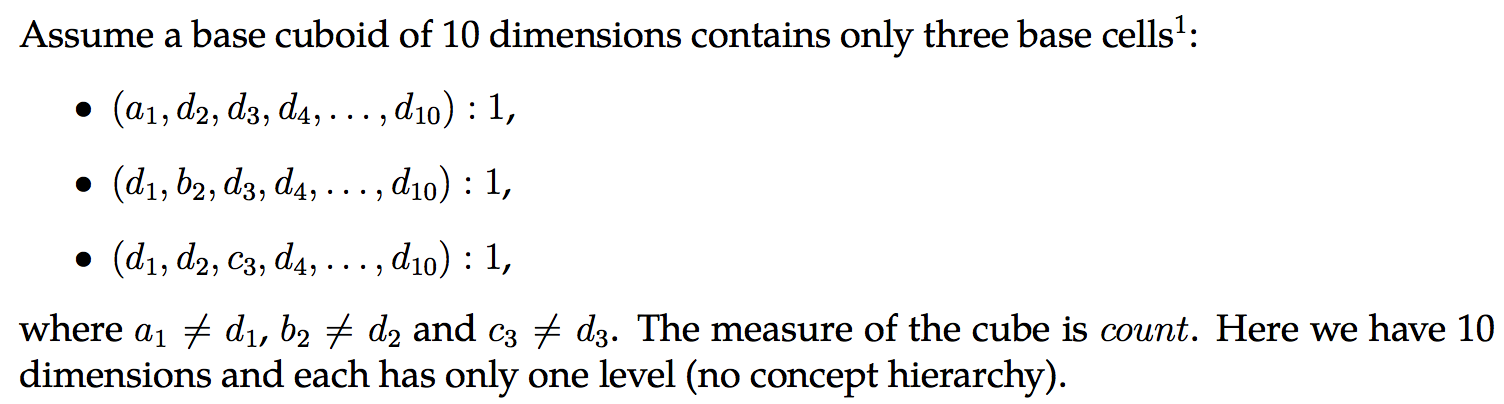 Assume a base cuboid of 10 dimensions contains only three base cells¹:
• (a₁, d₂, d₃, d₄, . . . , d₁₀) : 1,
• (d₁, b₂, d₃, d₄, . . . , d₁₀) : 1,
• (d₁, d₂, c₃, d₄, . . . , d₁₀) : 1,
where a₁ ≠ d₁, b₂ ≠ d₂ and c₃ ≠ d₃. The measure of the cube is count. Here we have 10
dimensions and each has only one level (no concept hierarchy).